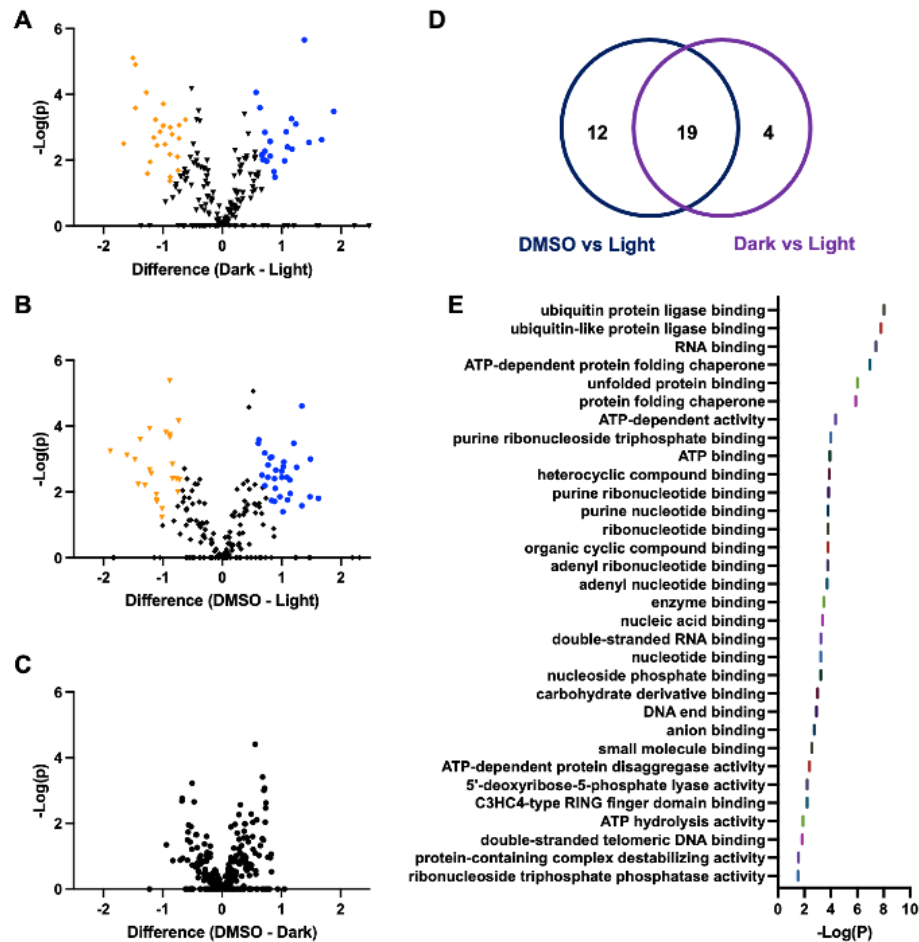 A
6
4
2
0
-Log(p)
-2
-1
0
1
2
Difference (Dark - Light)
B
6
4
2
0
-Log(p)
-2
-1
0
1
2
Difference (DMSO - Light)
C
6
4
2
0
-Log(p)
-2
-1
0
1
2
Difference (DMSO - Dark)
D
12
19
4
DMSO vs Light
Dark vs Light
E
ubiquitin protein ligase binding
ubiquitin-like protein ligase binding
RNA binding
ATP-dependent protein folding chaperone
unfolded protein binding
protein folding chaperone
ATP-dependent activity
purine ribonucleoside triphosphate binding
ATP binding
heterocyclic compound binding
purine ribonucleotide binding
purine nucleotide binding
ribonucleotide binding
organic cyclic compound binding
adenyl ribonucleotide binding
adenyl nucleotide binding
enzyme binding
nucleic acid binding
double-stranded RNA binding
nucleotide binding
nucleoside phosphate binding
carbohydrate derivative binding
DNA end binding
anion binding
small molecule binding
ATP-dependent protein disaggregase activity
5'-deoxyribose-5-phosphate lyase activity
C3HC4-type RING finger domain binding
ATP hydrolysis activity
double-stranded telomeric DNA binding
protein-containing complex destabilizing activity
ribonucleoside triphosphate phosphatase activity
0 2 4 6 8 10
-Log(P)